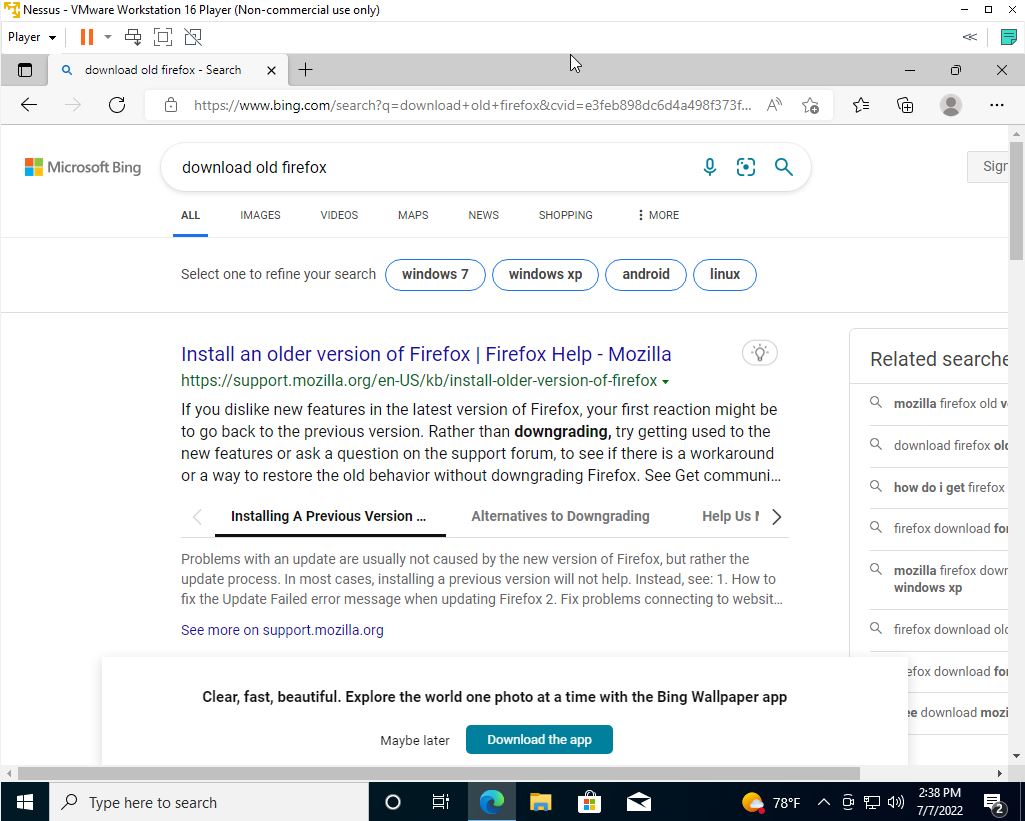 Nessus - VMware Workstation 16 Player (Non-commercial use only)
Player
download old firefox - Search
https://www.bing.com/search?q=download+old+firefox&cvid=e3feb898dc6d4a498f373f...
Microsoft Bing
download old firefox
Sign
ALL IMAGES VIDEOS MAPS NEWS SHOPPING MORE
Select one to refine your search windows 7 windows xp android linux
Install an older version of Firefox | Firefox Help - Mozilla
https://support.mozilla.org/en-US/kb/install-older-version-of-firefox
If you dislike new features in the latest version of Firefox, your first reaction might be
to go back to the previous version. Rather than downgrading, try getting used to the
new features or ask a question on the support forum, to see if there is a workaround
or a way to restore the old behavior without downgrading Firefox. See Get communi...
Installing A Previous Version ... Alternatives to Downgrading Help Us
Problems with an update are usually not caused by the new version of Firefox, but rather the
update process. In most cases, installing a previous version will not help. Instead, see: 1. How to
fix the Update Failed error message when updating Firefox 2. Fix problems connecting to websit...
See more on support.mozilla.org
Related searche
mozilla firefox old
download firefox old
how do i get firefox
firefox download for
mozilla firefox down
windows xp
firefox download old
efox download for
ee download mozi
Clear, fast, beautiful. Explore the world one photo at a time with the Bing Wallpaper app
Maybe later Download the app
Type here to search
78°F
2:38 PM
7/7/2022
2